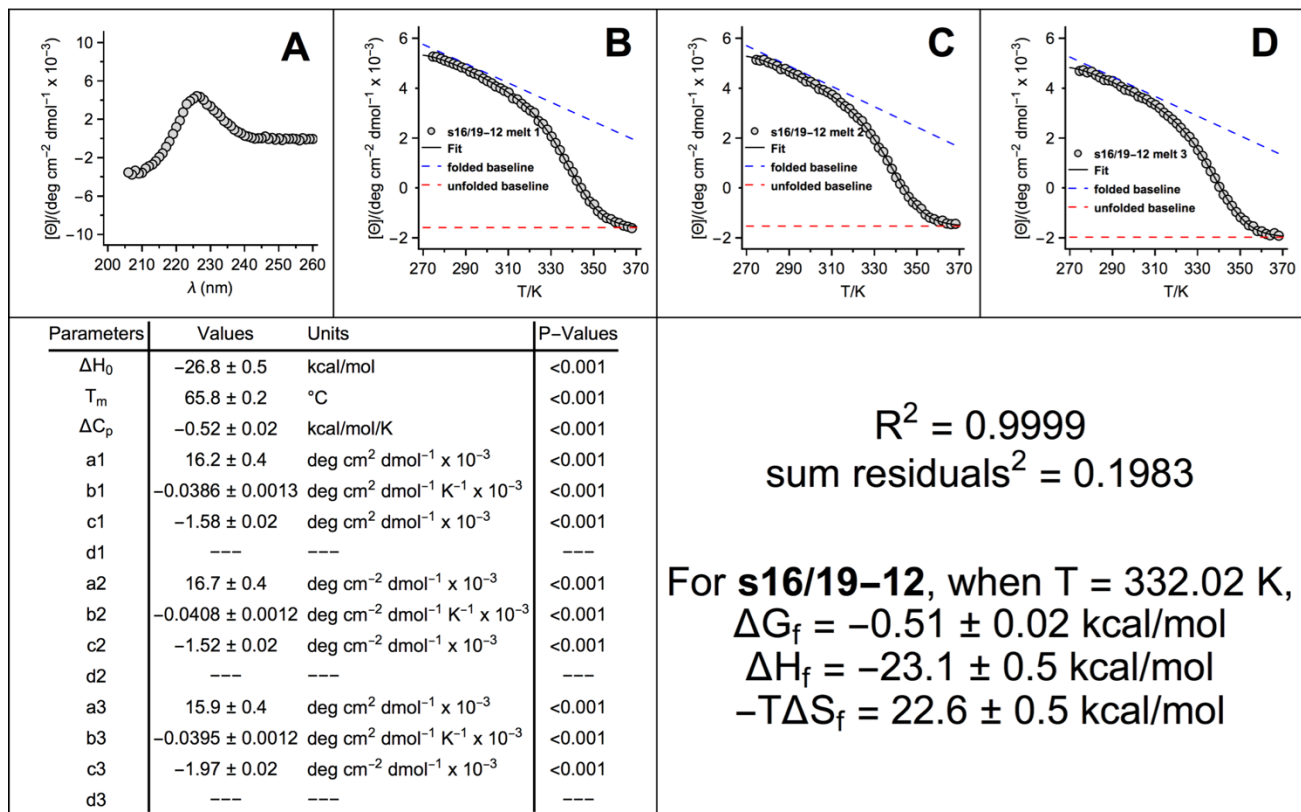 A
[Θ]/(deg cm⁻² dmol⁻¹ x 10⁻³)
10
6
2
−2
−6
−10
200 210 220 230 240 250 260
λ (nm)
B
[Θ]/(deg cm⁻² dmol⁻¹ x 10⁻³)
6
4
2
0
−2
s16/19−12 melt 1
Fit
folded baseline
unfolded baseline
270 290 310 330 350 370
T/K
C
[Θ]/(deg cm⁻² dmol⁻¹ x 10⁻³)
6
4
2
0
−2
s16/19−12 melt 2
Fit
folded baseline
unfolded baseline
270 290 310 330 350 370
T/K
D
[Θ]/(deg cm⁻² dmol⁻¹ x 10⁻³)
6
4
2
0
−2
s16/19−12 melt 3
Fit
folded baseline
unfolded baseline
270 290 310 330 350 370
T/K
Parameters Values Units P−Values
ΔH₀ −26.8 ± 0.5 kcal/mol <0.001
Tₘ 65.8 ± 0.2 °C <0.001
ΔCₚ −0.52 ± 0.02 kcal/mol/K <0.001
a1 16.2 ± 0.4 deg cm² dmol⁻¹ x 10⁻³ <0.001
b1 −0.0386 ± 0.0013 deg cm² dmol⁻¹ K⁻¹ x 10⁻³ <0.001
c1 −1.58 ± 0.02 deg cm² dmol⁻¹ x 10⁻³ <0.001
d1 −−− −−− −−−
a2 16.7 ± 0.4 deg cm⁻² dmol⁻¹ x 10⁻³ <0.001
b2 −0.0408 ± 0.0012 deg cm⁻² dmol⁻¹ K⁻¹ x 10⁻³ <0.001
c2 −1.52 ± 0.02 deg cm⁻² dmol⁻¹ x 10⁻³ <0.001
d2 −−− −−− −−−
a3 15.9 ± 0.4 deg cm² dmol⁻¹ x 10⁻³ <0.001
b3 −0.0395 ± 0.0012 deg cm² dmol⁻¹ K⁻¹ x 10⁻³ <0.001
c3 −1.97 ± 0.02 deg cm² dmol⁻¹ x 10⁻³ <0.001
d3 −−− −−− −−−
R² = 0.9999
sum residuals² = 0.1983
For s16/19−12, when T = 332.02 K,
ΔG_f = −0.51 ± 0.02 kcal/mol
ΔH_f = −23.1 ± 0.5 kcal/mol
−TΔS_f = 22.6 ± 0.5 kcal/mol